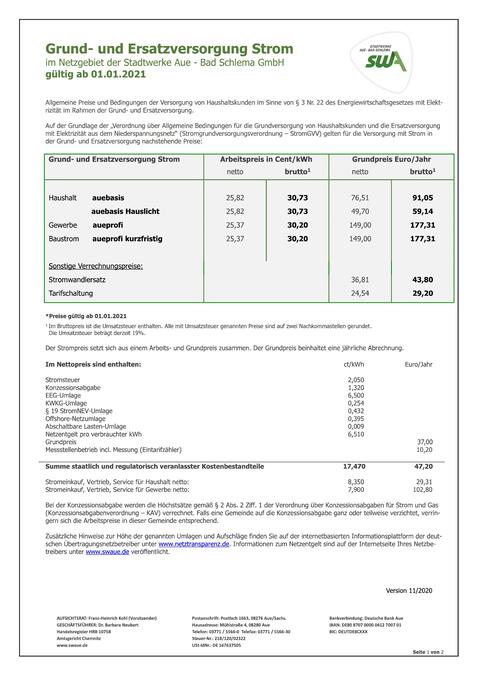 Grund- und Ersatzversorgung Strom
im Netzgebiet der Stadtwerke Aue - Bad Schlema GmbH
gültig ab 01.01.2021
STADTWERKE
AUE - BAD SCHLEMA
swA
Allgemeine Preise und Bedingungen der Versorgung von Haushaltskunden im Sinne von § 3 Nr. 22 des Energiewirtschaftsgesetzes mit Elekt-
rizität im Rahmen der Grund- und Ersatzversorgung.
Auf der Grundlage der „Verordnung über Allgemeine Bedingungen für die Grundversorgung von Haushaltskunden und die Ersatzversorgung
mit Elektrizität aus dem Niederspannungsnetz" (Stromgrundversorgungsverordnung – StromGVV) gelten für die Versorgung mit Strom in
der Grund- und Ersatzversorgung nachstehende Preise:
Grund- und Ersatzversorgung Strom Arbeitspreis in Cent/kWh Grundpreis Euro/Jahr
netto brutto¹ netto brutto¹
Haushalt auebasis 25,82 30,73 76,51 91,05
auebasis Hauslicht 25,82 30,73 49,70 59,14
Gewerbe aueprofi 25,37 30,20 149,00 177,31
Baustrom aueprofi kurzfristig 25,37 30,20 149,00 177,31
Sonstige Verrechnungspreise:
Stromwandlersatz 36,81 43,80
Tarifschaltung 24,54 29,20
*Preise gültig ab 01.01.2021
¹ Im Bruttopreis ist die Umsatzsteuer enthalten. Alle mit Umsatzsteuer genannten Preise sind auf zwei Nachkommastellen gerundet.
Die Umsatzsteuer beträgt derzeit 19%.
Der Strompreis setzt sich aus einem Arbeits- und Grundpreis zusammen. Der Grundpreis beinhaltet eine jährliche Abrechnung.
Im Nettopreis sind enthalten: ct/kWh Euro/Jahr
Stromsteuer 2,050
Konzessionsabgabe 1,320
EEG-Umlage 6,500
KWKG-Umlage 0,254
§ 19 StromNEV-Umlage 0,432
Offshore-Netzumlage 0,395
Abschaltbare Lasten-Umlage 0,009
Netzentgelt pro verbrauchter kWh 6,510
Grundpreis 37,00
Messstellenbetrieb incl. Messung (Eintarifzähler) 10,20
Summe staatlich und regulatorisch veranlasster Kostenbestandteile 17,470 47,20
Stromeinkauf, Vertrieb, Service für Haushalt netto: 8,350 29,31
Stromeinkauf, Vertrieb, Service für Gewerbe netto: 7,900 102,80
Bei der Konzessionsabgabe werden die Höchstsätze gemäß § 2 Abs. 2 Ziff. 1 der Verordnung über Konzessionsabgaben für Strom und Gas
(Konzessionsabgabenverordnung – KAV) verrechnet. Falls eine Gemeinde auf die Konzessionsabgabe ganz oder teilweise verzichtet, verrin-
gern sich die Arbeitspreise in dieser Gemeinde entsprechend.
Zusätzliche Hinweise zur Höhe der genannten Umlagen und Aufschläge finden Sie auf der internetbasierten Informationsplattform der deut-
schen Übertragungsnetzbetreiber unter www.netztransparenz.de. Informationen zum Netzentgelt sind auf der Internetseite Ihres Netzbe-
treibers unter www.swaue.de veröffentlicht.
Version 11/2020
AUFSICHTSRAT: Franz-Heinrich Kohl (Vorsitzender) Postanschrift: Postfach 1663, 08276 Aue/Sachs. Bankverbindung: Deutsche Bank Aue
GESCHÄFTSFÜHRER: Dr. Barbara Neubert Hausadresse: Mühlstraße 4, 08280 Aue IBAN: DE80 8707 0000 0412 7007 01
Handelsregister HRB 10758 Telefon: 03771 / 5566-0 Telefax: 03771 / 5566-30 BIC: DEUTDE8CXXX
Amtsgericht Chemnitz Steuer-Nr.: 218/120/02322
www.swaue.de USt-IdNr.: DE 167637505
Seite 1 von 2